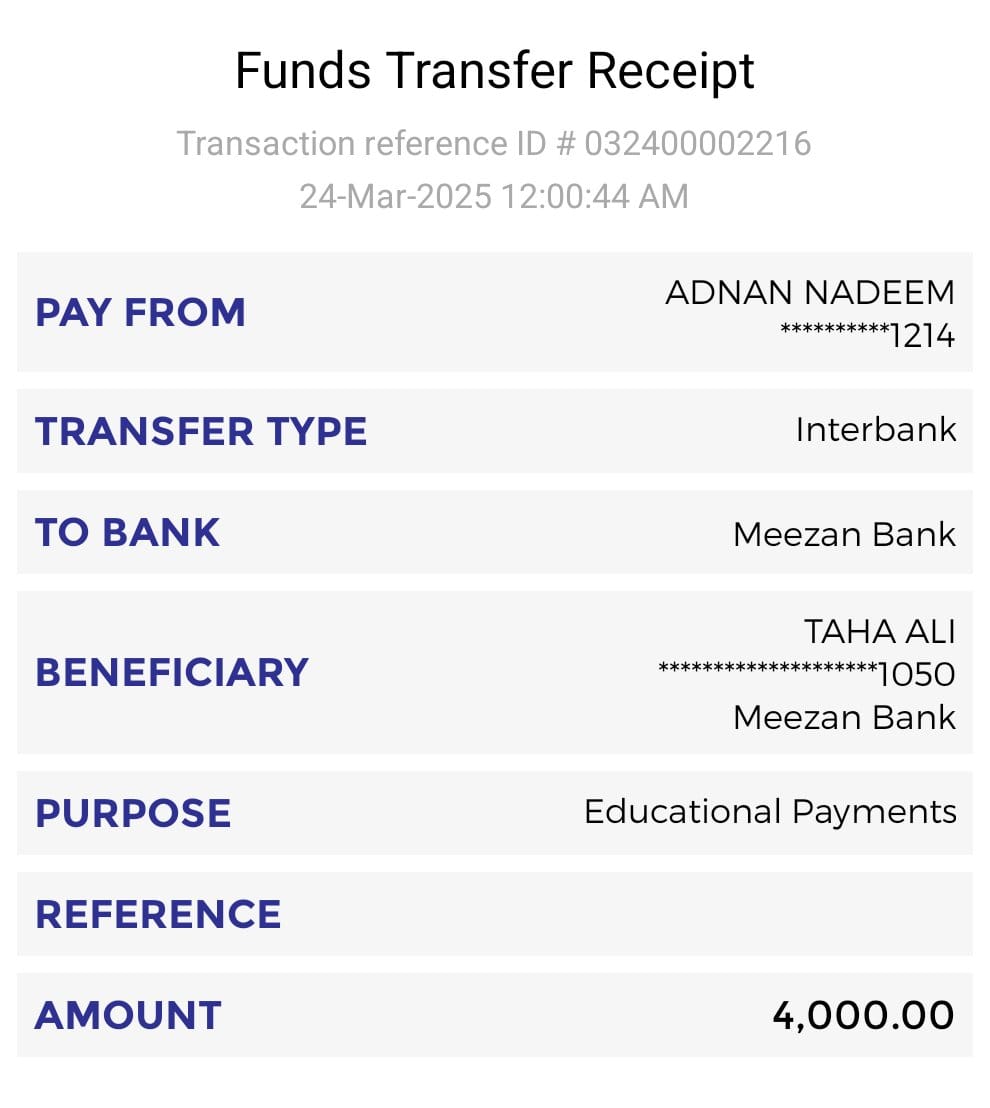 Funds Transfer Receipt
Transaction reference ID # 032400002216
24-Mar-2025 12:00:44 AM
PAY FROM
ADNAN NADEEM
**********1214
TRANSFER TYPE
Interbank
TO BANK
Meezan Bank
BENEFICIARY
TAHA ALI
********************1050
Meezan Bank
PURPOSE
Educational Payments
REFERENCE
AMOUNT
4,000.00